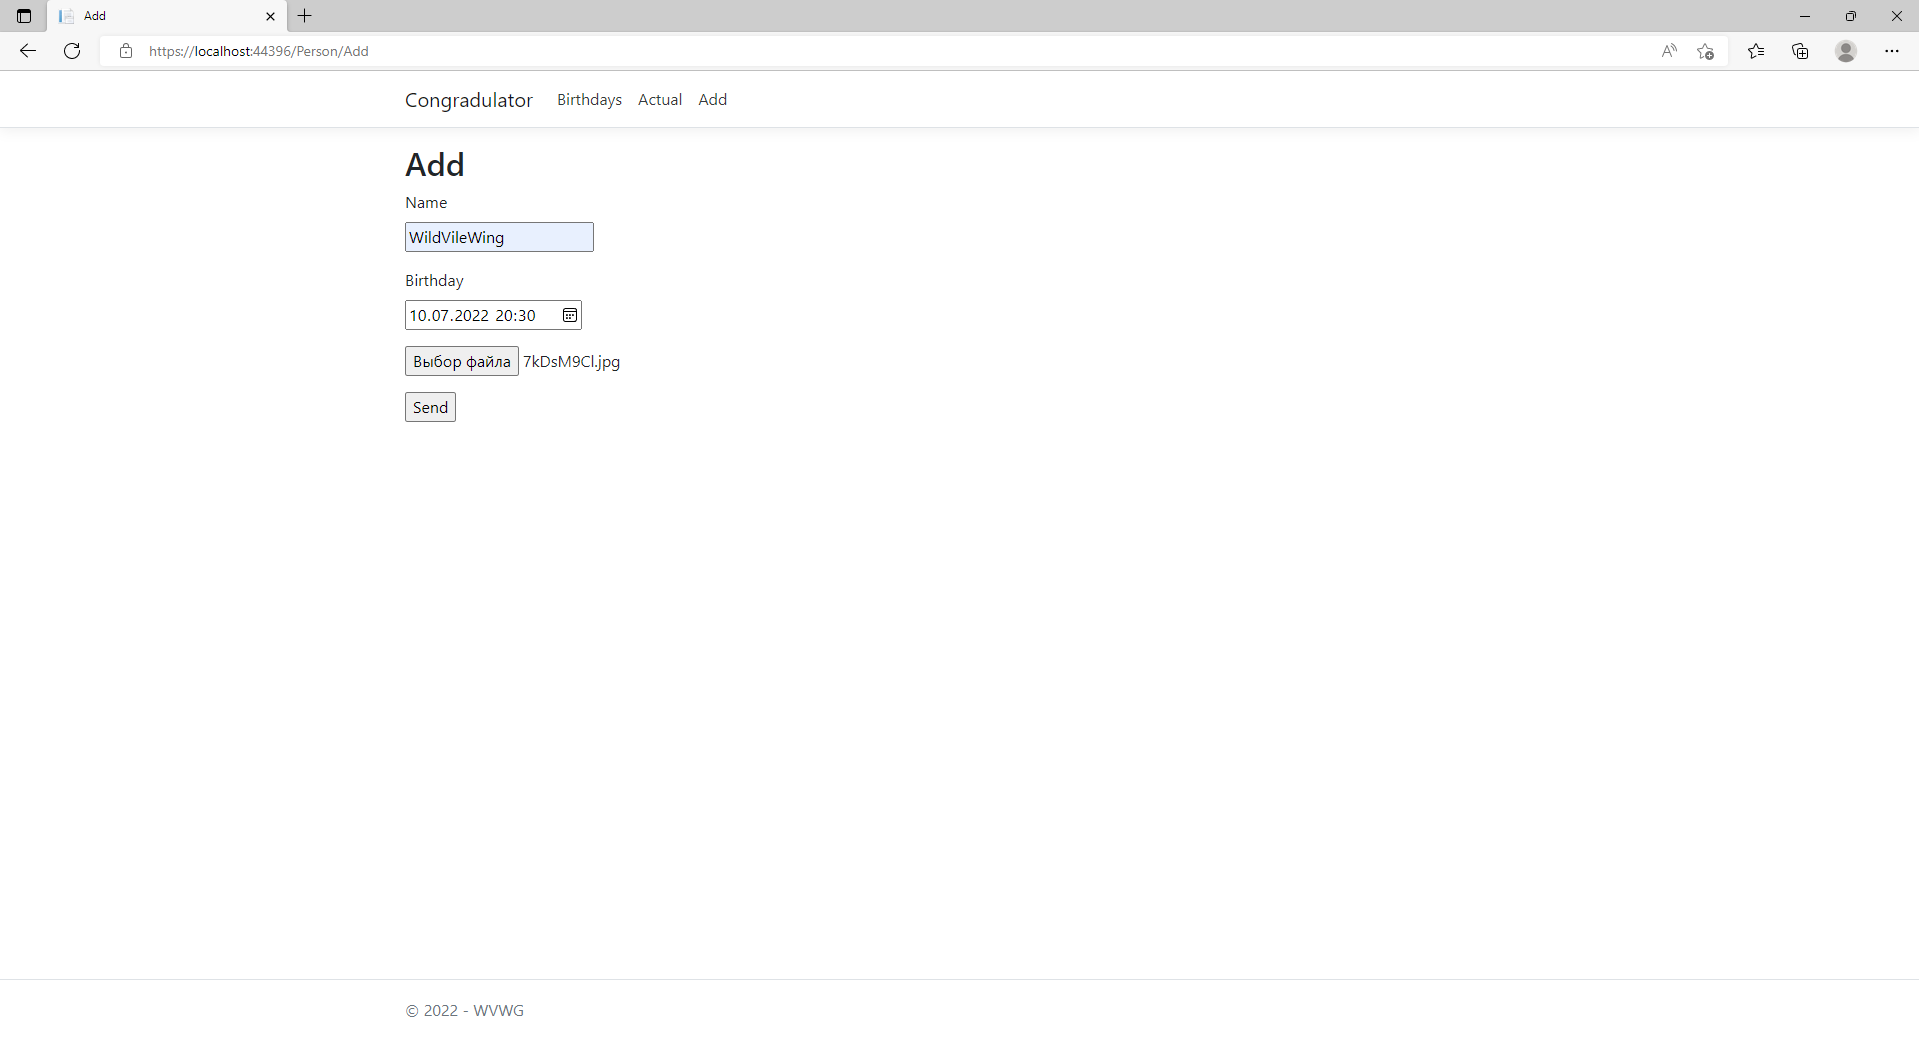 Add
https://localhost:44396/Person/Add
Congradulator Birthdays Actual Add
Add
Name
WildVileWing
Birthday
10.07.2022 20:30
Выбор файла 7kDsM9Cl.jpg
Send
© 2022 - WVWG